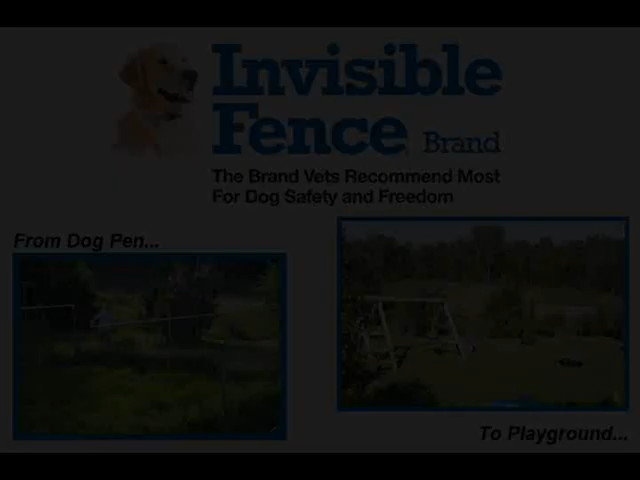 Invisible
Fence Brand
The Brand Vets Recommend Most
For Dog Safety and Freedom
From Dog Pen...
To Playground...